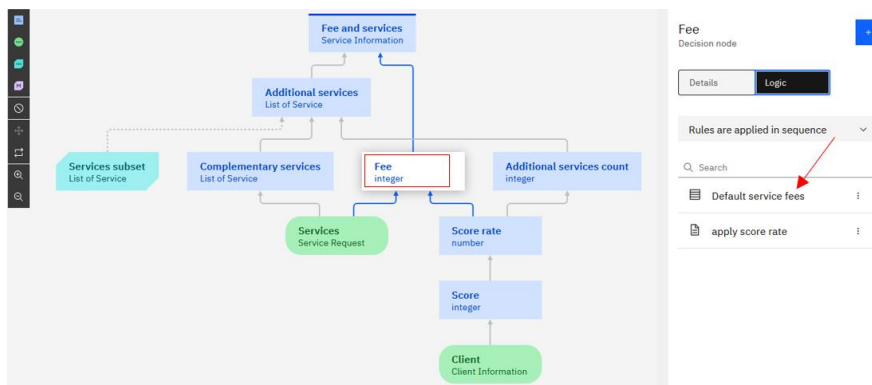 Fee and services
Service Information
Additional services
List of Service
Services subset
List of Service
Complementary services
List of Service
Fee
integer
Additional services count
integer
Services
Service Request
Score rate
number
Score
integer
Client
Client Information
Fee
Decision node
+
Details
Logic
Rules are applied in sequence
Search
Default service fees
apply score rate